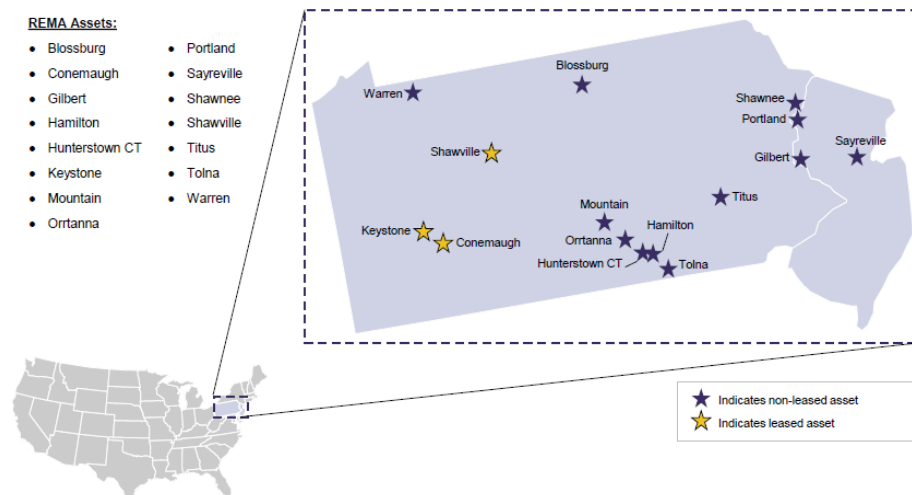 REMA Assets:
● Blossburg
● Conemaugh
● Gilbert
● Hamilton
● Hunterstown CT
● Keystone
● Mountain
● Orrtanna
● Portland
● Sayreville
● Shawnee
● Shawville
● Titus
● Tolna
● Warren
Blossburg
Warren
Shawnee
Portland
Sayreville
Shawville
Gilbert
Titus
Mountain
Hamilton
Keystone
Orrtanna
Conemaugh
Hunterstown CT
Tolna
Indicates non-leased asset
Indicates leased asset